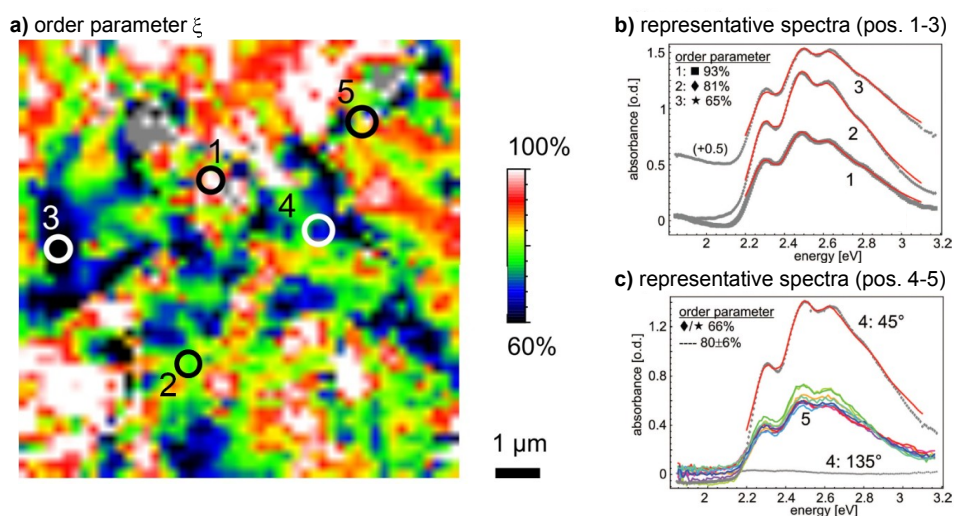 a) order parameter ξ
1
2
3
4
5
100%
60%
1 µm
b) representative spectra (pos. 1-3)
order parameter
1: ■ 93%
2: ♦ 81%
3: ★ 65%
(+0.5)
3
2
1
absorbance [o.d.]
1.5
1
0.5
0
2 2.2 2.4 2.6 2.8 3 3.2
energy [eV]
c) representative spectra (pos. 4-5)
order parameter
♦/★ 66%
---- 80±6%
4: 45°
5
4: 135°
absorbance [o.d.]
1.2
0.8
0.4
0
2 2.2 2.4 2.6 2.8 3 3.2
energy [eV]